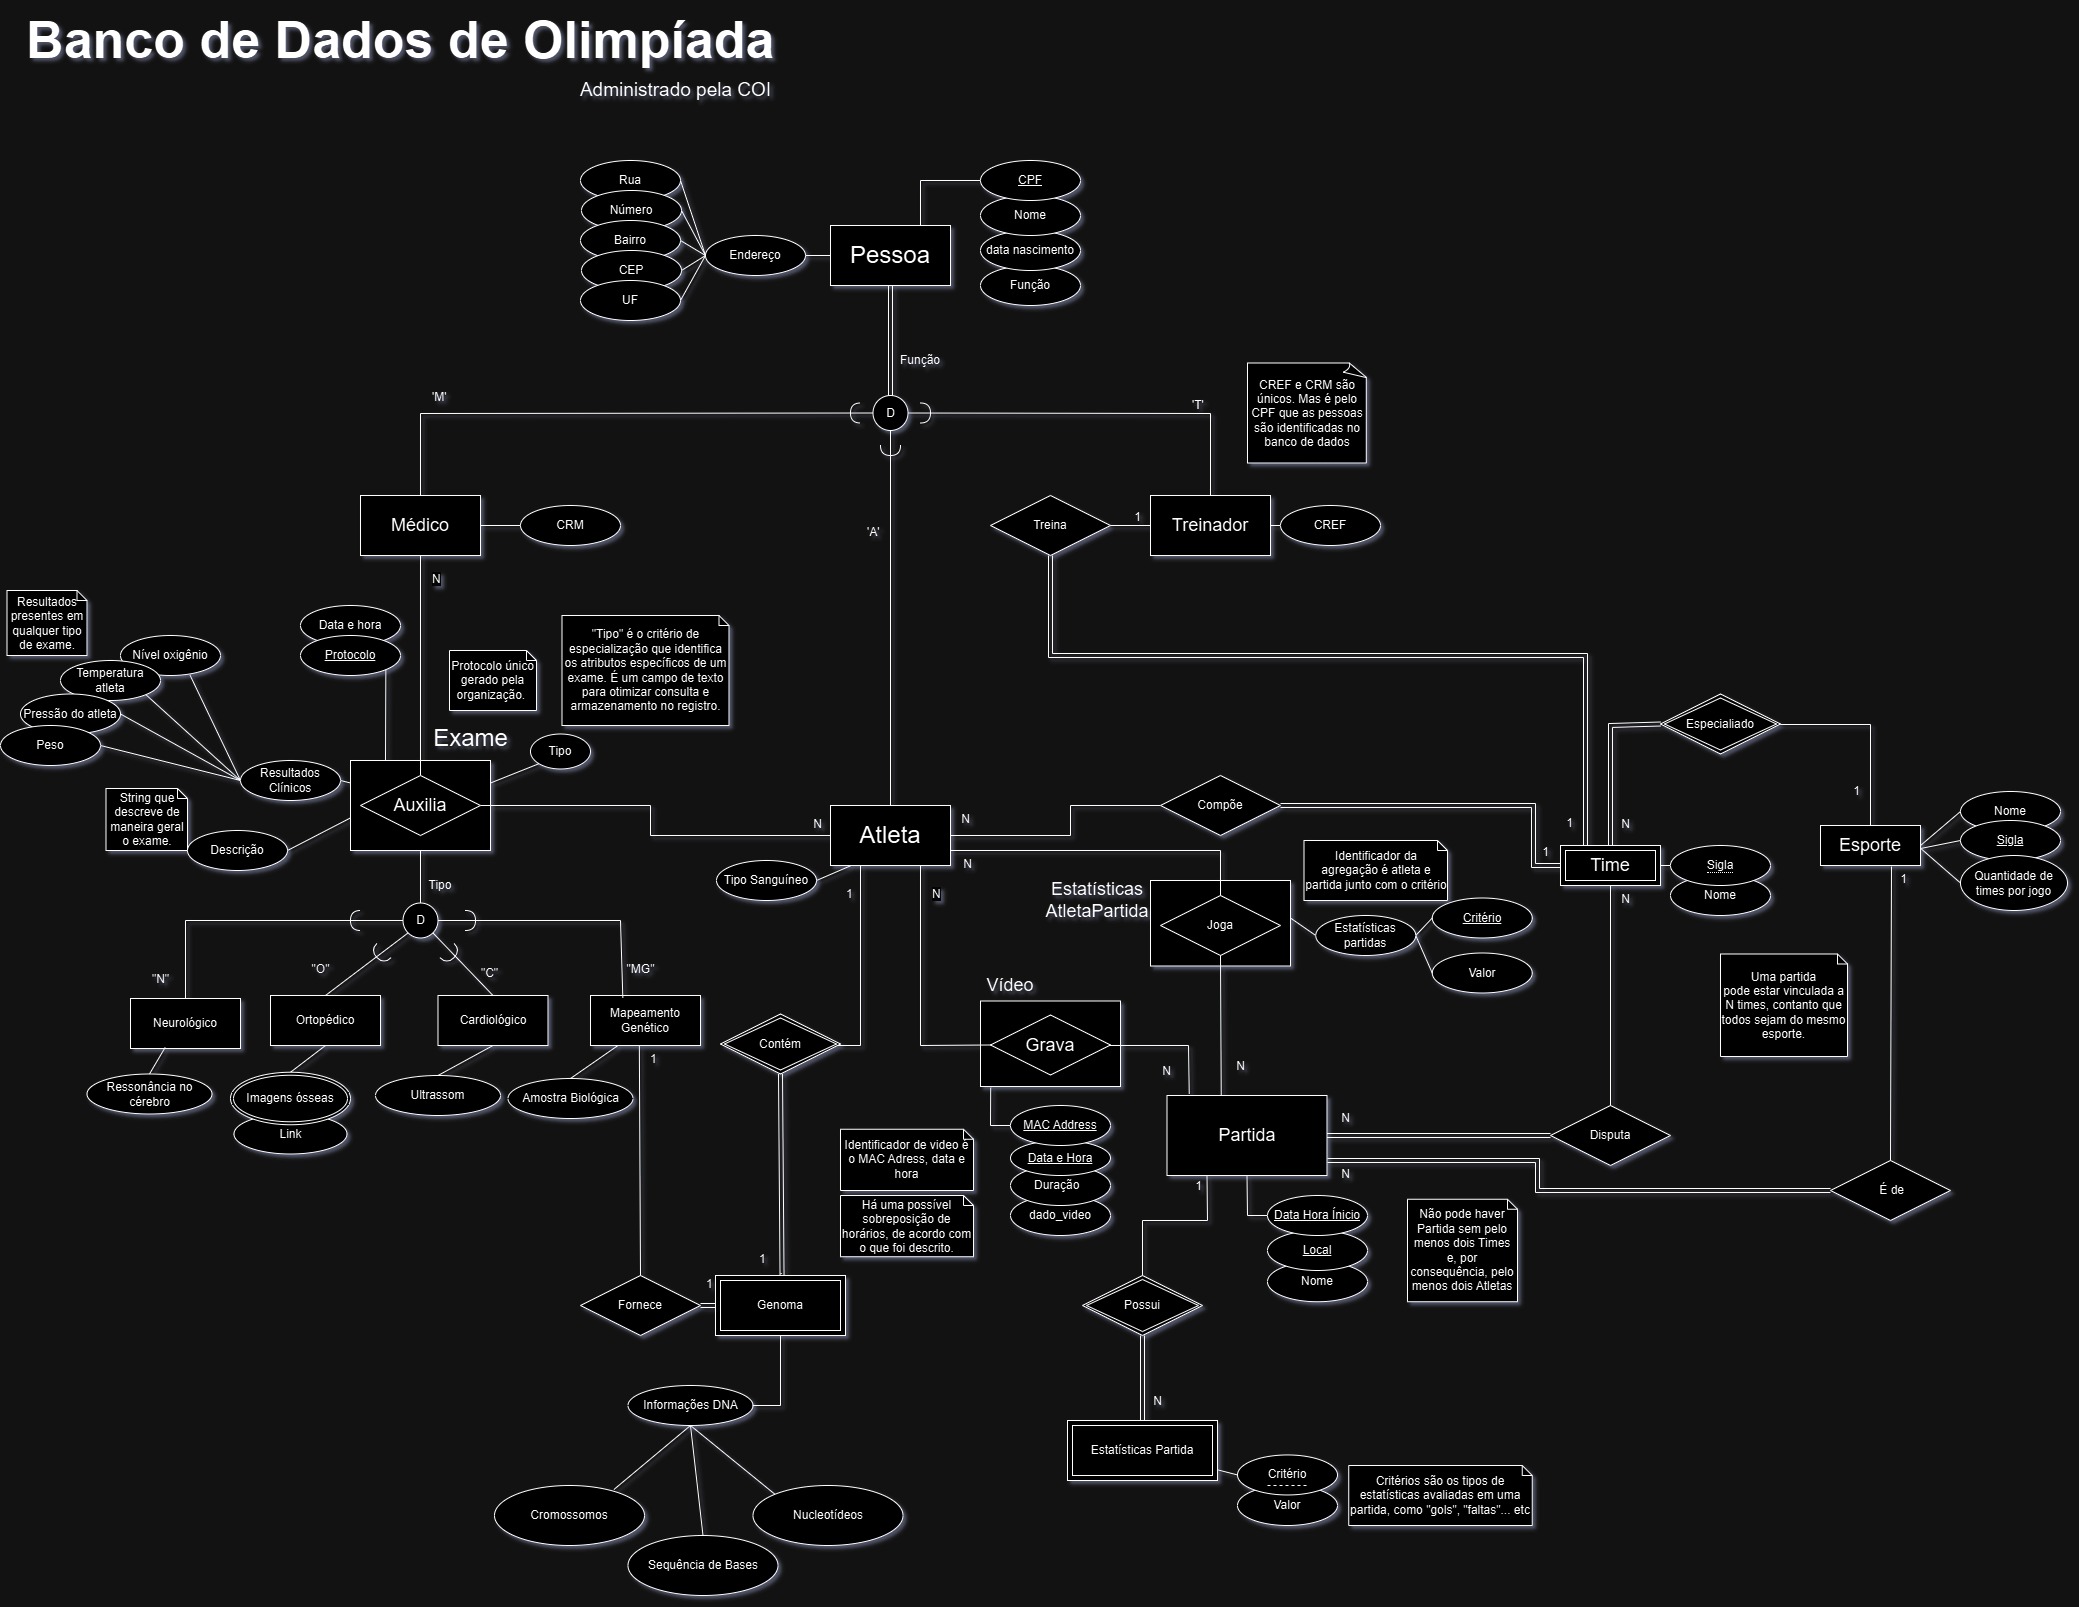 Banco de Dados de Olimpíada
Administrado pela COI
Rua
Número
Bairro
CEP
UF
Endereço
Pessoa
CPF
Nome
data nascimento
Função
Função
D
'M'
'T'
'A'
CREF e CRM são
únicos. Mas é pelo
CPF que as pessoas
são identificadas no
banco de dados
Médico
CRM
Treina
1
Treinador
CREF
N
Resultados
presentes em
qualquer tipo
de exame.
Nível oxigênio
Temperatura
atleta
Pressão do atleta
Peso
Resultados
Clínicos
Data e hora
Protocolo
Protocolo único
gerado pela
organização.
"Tipo" é o critério de
especialização que identifica
os atributos específicos de um
exame. É um campo de texto
para otimizar consulta e
armazenamento no registro.
Exame
Tipo
Auxilia
String que
descreve de
maneira geral
o exame.
Descrição
N
Atleta
N
N
1
N
Tipo Sanguíneo
Compõe
1
1
N
Especialiado
1
Time
Sigla
Nome
N
Esporte
1
Nome
Sigla
Quantidade de
times por jogo
Identificador da
agregação é atleta e
partida junto com o critério
Estatísticas
AtletaPartida
Joga
Estatísticas
partidas
Critério
Valor
Uma partida
pode estar vinculada a
N times, contanto que
todos sejam do mesmo
esporte.
Tipo
D
"N"
"O"
"C"
"MG"
Neurológico
Ortopédico
Cardiológico
Mapeamento
Genético
1
Ressonância no
cérebro
Imagens ósseas
Link
Ultrassom
Amostra Biológica
Contém
Vídeo
Grava
N
N
MAC Address
Data e Hora
Duração
dado_video
Identificador de video é
o MAC Adress, data e
hora
Há uma possível
sobreposição de
horários, de acordo com
o que foi descrito.
Partida
N
N
1
Disputa
É de
Data Hora Ínicio
Local
Nome
Não pode haver
Partida sem pelo
menos dois Times
e, por
consequência, pelo
menos dois Atletas
1
1
Fornece
Genoma
Possui
N
Informações DNA
Cromossomos
Sequência de Bases
Nucleotídeos
Estatísticas Partida
Critério
Valor
Critérios são os tipos de
estatísticas avaliadas em uma
partida, como "gols", "faltas"... etc